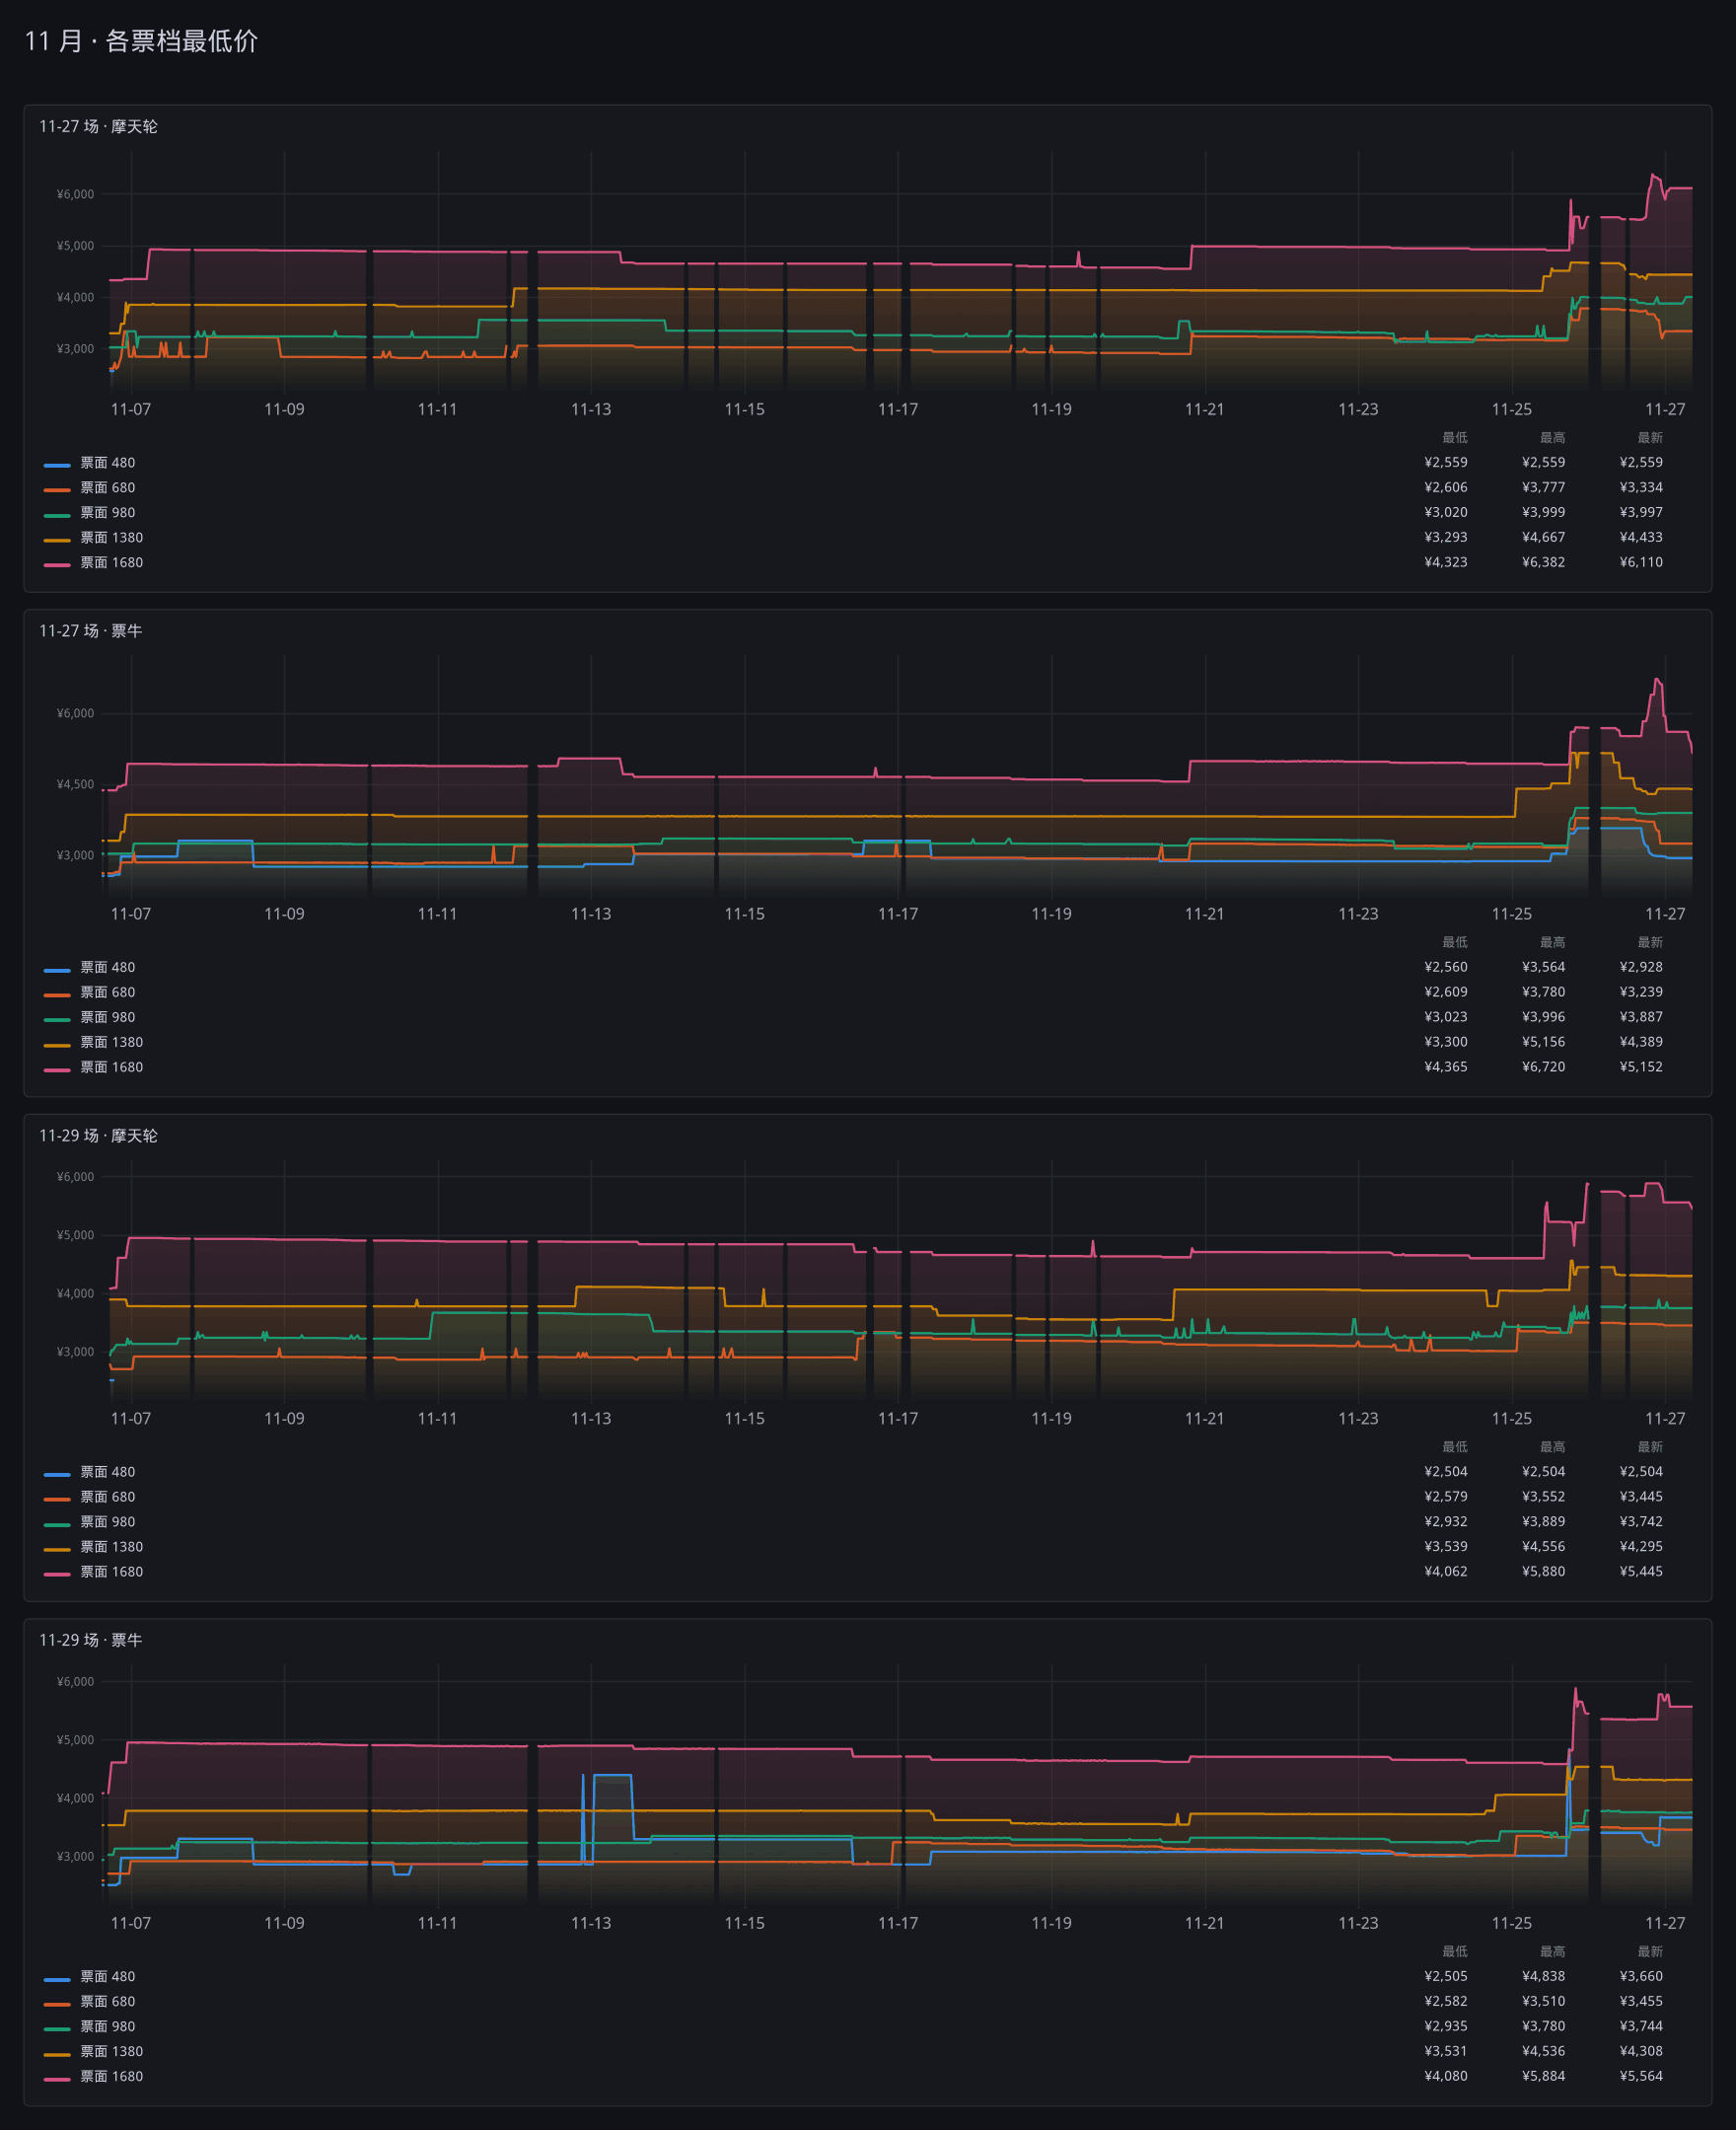 11 月 · 各票档最低价
11-27 场 · 摩天轮
¥6,000
¥5,000
¥4,000
¥3,000
11-07 11-09 11-11 11-13 11-15 11-17 11-19 11-21 11-23 11-25 11-27
最低 最高 最新
票面 480 ¥2,559 ¥2,559 ¥2,559
票面 680 ¥2,606 ¥3,777 ¥3,334
票面 980 ¥3,020 ¥3,999 ¥3,997
票面 1380 ¥3,293 ¥4,667 ¥4,433
票面 1680 ¥4,323 ¥6,382 ¥6,110
11-27 场 · 票牛
¥6,000
¥4,500
¥3,000
11-07 11-09 11-11 11-13 11-15 11-17 11-19 11-21 11-23 11-25 11-27
最低 最高 最新
票面 480 ¥2,560 ¥3,564 ¥2,928
票面 680 ¥2,609 ¥3,780 ¥3,239
票面 980 ¥3,023 ¥3,996 ¥3,887
票面 1380 ¥3,300 ¥5,156 ¥4,389
票面 1680 ¥4,365 ¥6,720 ¥5,152
11-29 场 · 摩天轮
¥6,000
¥5,000
¥4,000
¥3,000
11-07 11-09 11-11 11-13 11-15 11-17 11-19 11-21 11-23 11-25 11-27
最低 最高 最新
票面 480 ¥2,504 ¥2,504 ¥2,504
票面 680 ¥2,579 ¥3,552 ¥3,445
票面 980 ¥2,932 ¥3,889 ¥3,742
票面 1380 ¥3,539 ¥4,556 ¥4,295
票面 1680 ¥4,062 ¥5,880 ¥5,445
11-29 场 · 票牛
¥6,000
¥5,000
¥4,000
¥3,000
11-07 11-09 11-11 11-13 11-15 11-17 11-19 11-21 11-23 11-25 11-27
最低 最高 最新
票面 480 ¥2,505 ¥4,838 ¥3,660
票面 680 ¥2,582 ¥3,510 ¥3,455
票面 980 ¥2,935 ¥3,780 ¥3,744
票面 1380 ¥3,531 ¥4,536 ¥4,308
票面 1680 ¥4,080 ¥5,884 ¥5,564